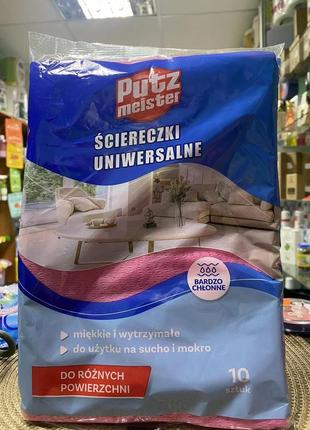 Putz
meister
ŚCIERECZKI
UNIWERSALNE
BARDZO
CHŁONNE
miękkie i wytrzymałe
do użytku na sucho i mokro
DO RÓŻNYCH
POWIERZCHNI
10
sztuk